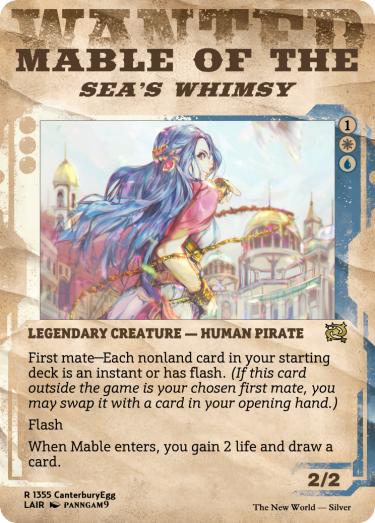 WANTED
MABLE OF THE
SEA'S WHIMSY
1
LEGENDARY CREATURE — HUMAN PIRATE
First mate—Each nonland card in your starting
deck is an instant or has flash. (If this card
outside the game is your chosen first mate, you
may swap it with a card in your opening hand.)
Flash
When Mable enters, you gain 2 life and draw a
card.
2/2
R 1355 CanterburyEgg
LAIR PANNGAM9
The New World — Silver